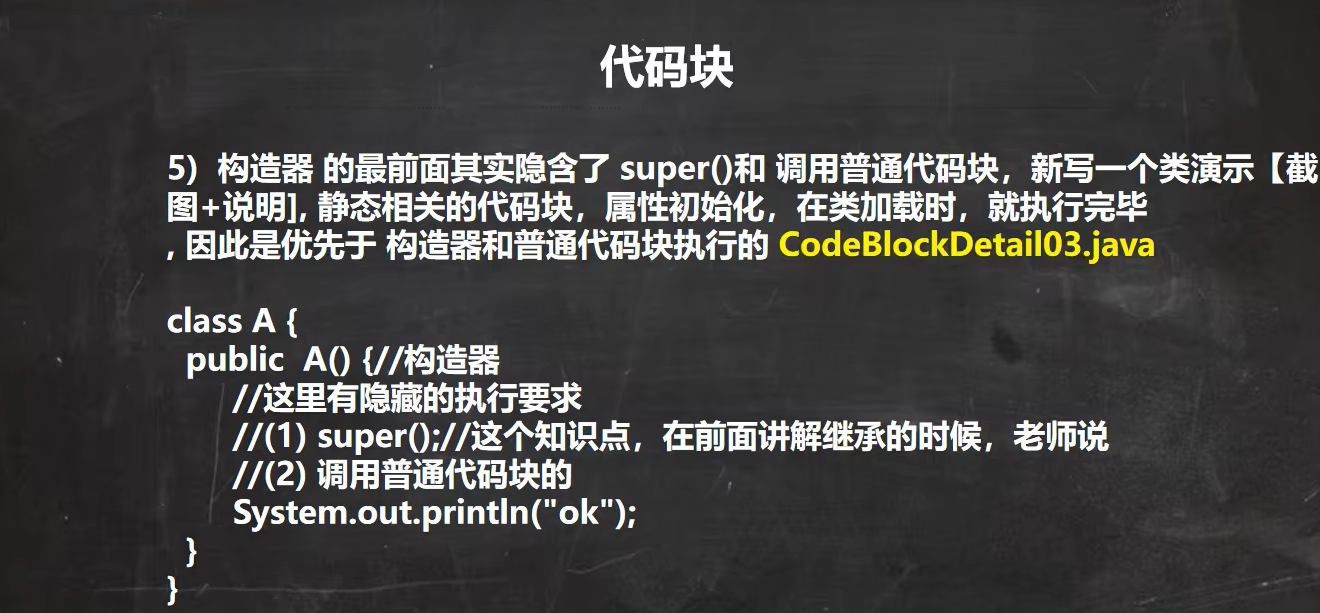 代码块
5）构造器 的最前面其实隐含了 super()和 调用普通代码块，新写一个类演示【截
图+说明], 静态相关的代码块，属性初始化，在类加载时，就执行完毕
, 因此是优先于 构造器和普通代码块执行的 CodeBlockDetail03.java
class A {
public  A() {//构造器
//这里有隐藏的执行要求
//(1) super();//这个知识点，在前面讲解继承的时候，老师说
//(2) 调用普通代码块的
System.out.println("ok");
}
}